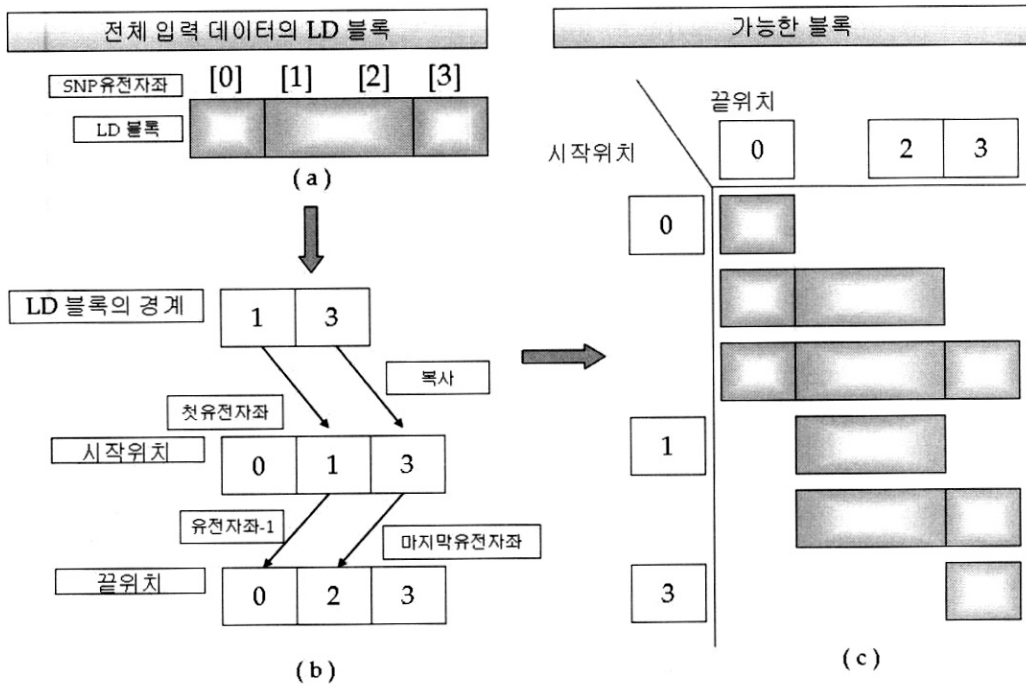 전체 입력 데이터의 LD 블록
SNP유전자좌
[0] [1] [2] [3]
LD 블록
( a )
LD 블록의 경계
1 3
복사
첫유전자좌
시작위치
0 1 3
유전자좌-1
마지막유전자좌
끝위치
0 2 3
( b )
가능한 블록
끝위치
시작위치
0 2 3
0
1
3
( c )